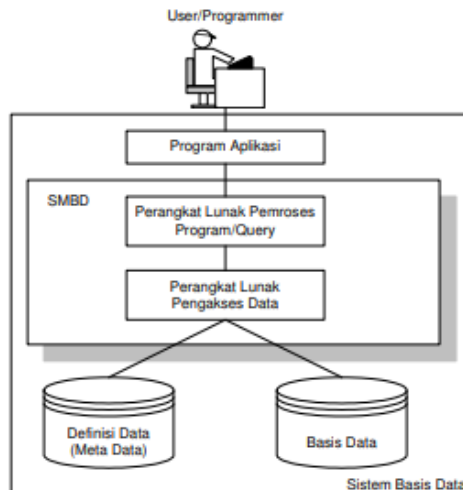 User/Programmer
Program Aplikasi
SMBD
Perangkat Lunak Pemroses
Program/Query
Perangkat Lunak
Pengakses Data
Definisi Data
(Meta Data)
Basis Data
Sistem Basis Data